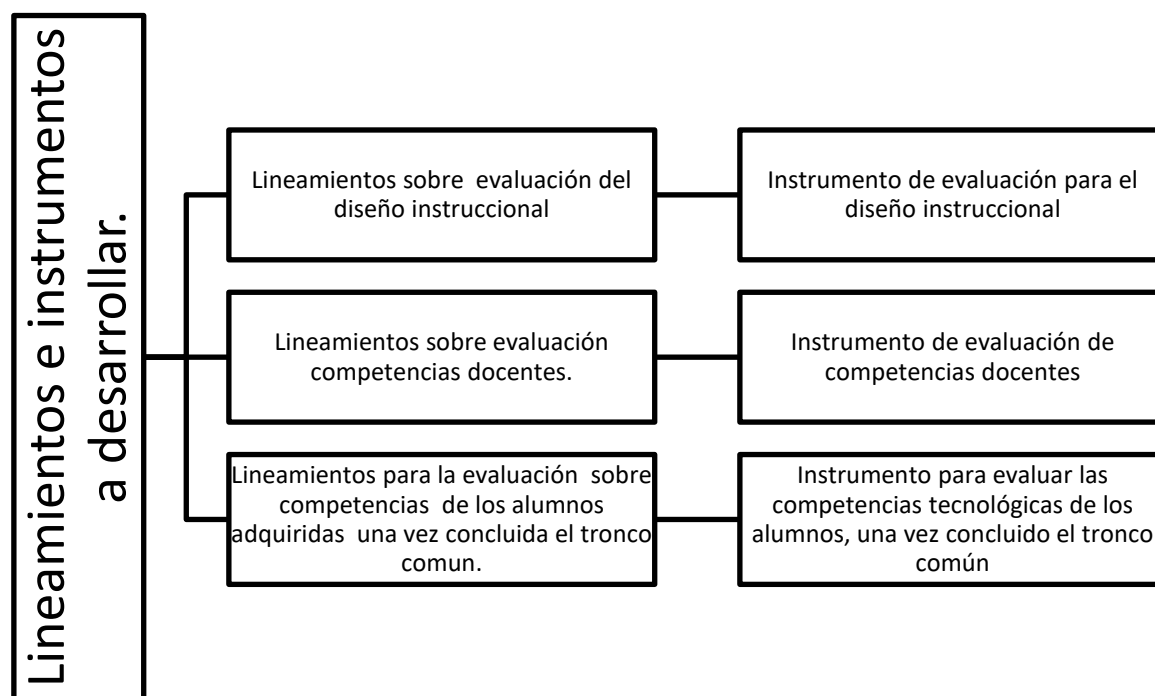 Lineamientos e instrumentos
a desarrollar.
Lineamientos sobre  evaluación del
diseño instruccional
Instrumento de evaluación para el
diseño instruccional
Lineamientos sobre evaluación
competencias docentes.
Instrumento de evaluación de
competencias docentes
Lineamientos para la evaluación  sobre
competencias  de los alumnos
adquiridas  una vez concluida el tronco
comun.
Instrumento para evaluar las
competencias tecnológicas de los
alumnos, una vez concluido el tronco
común